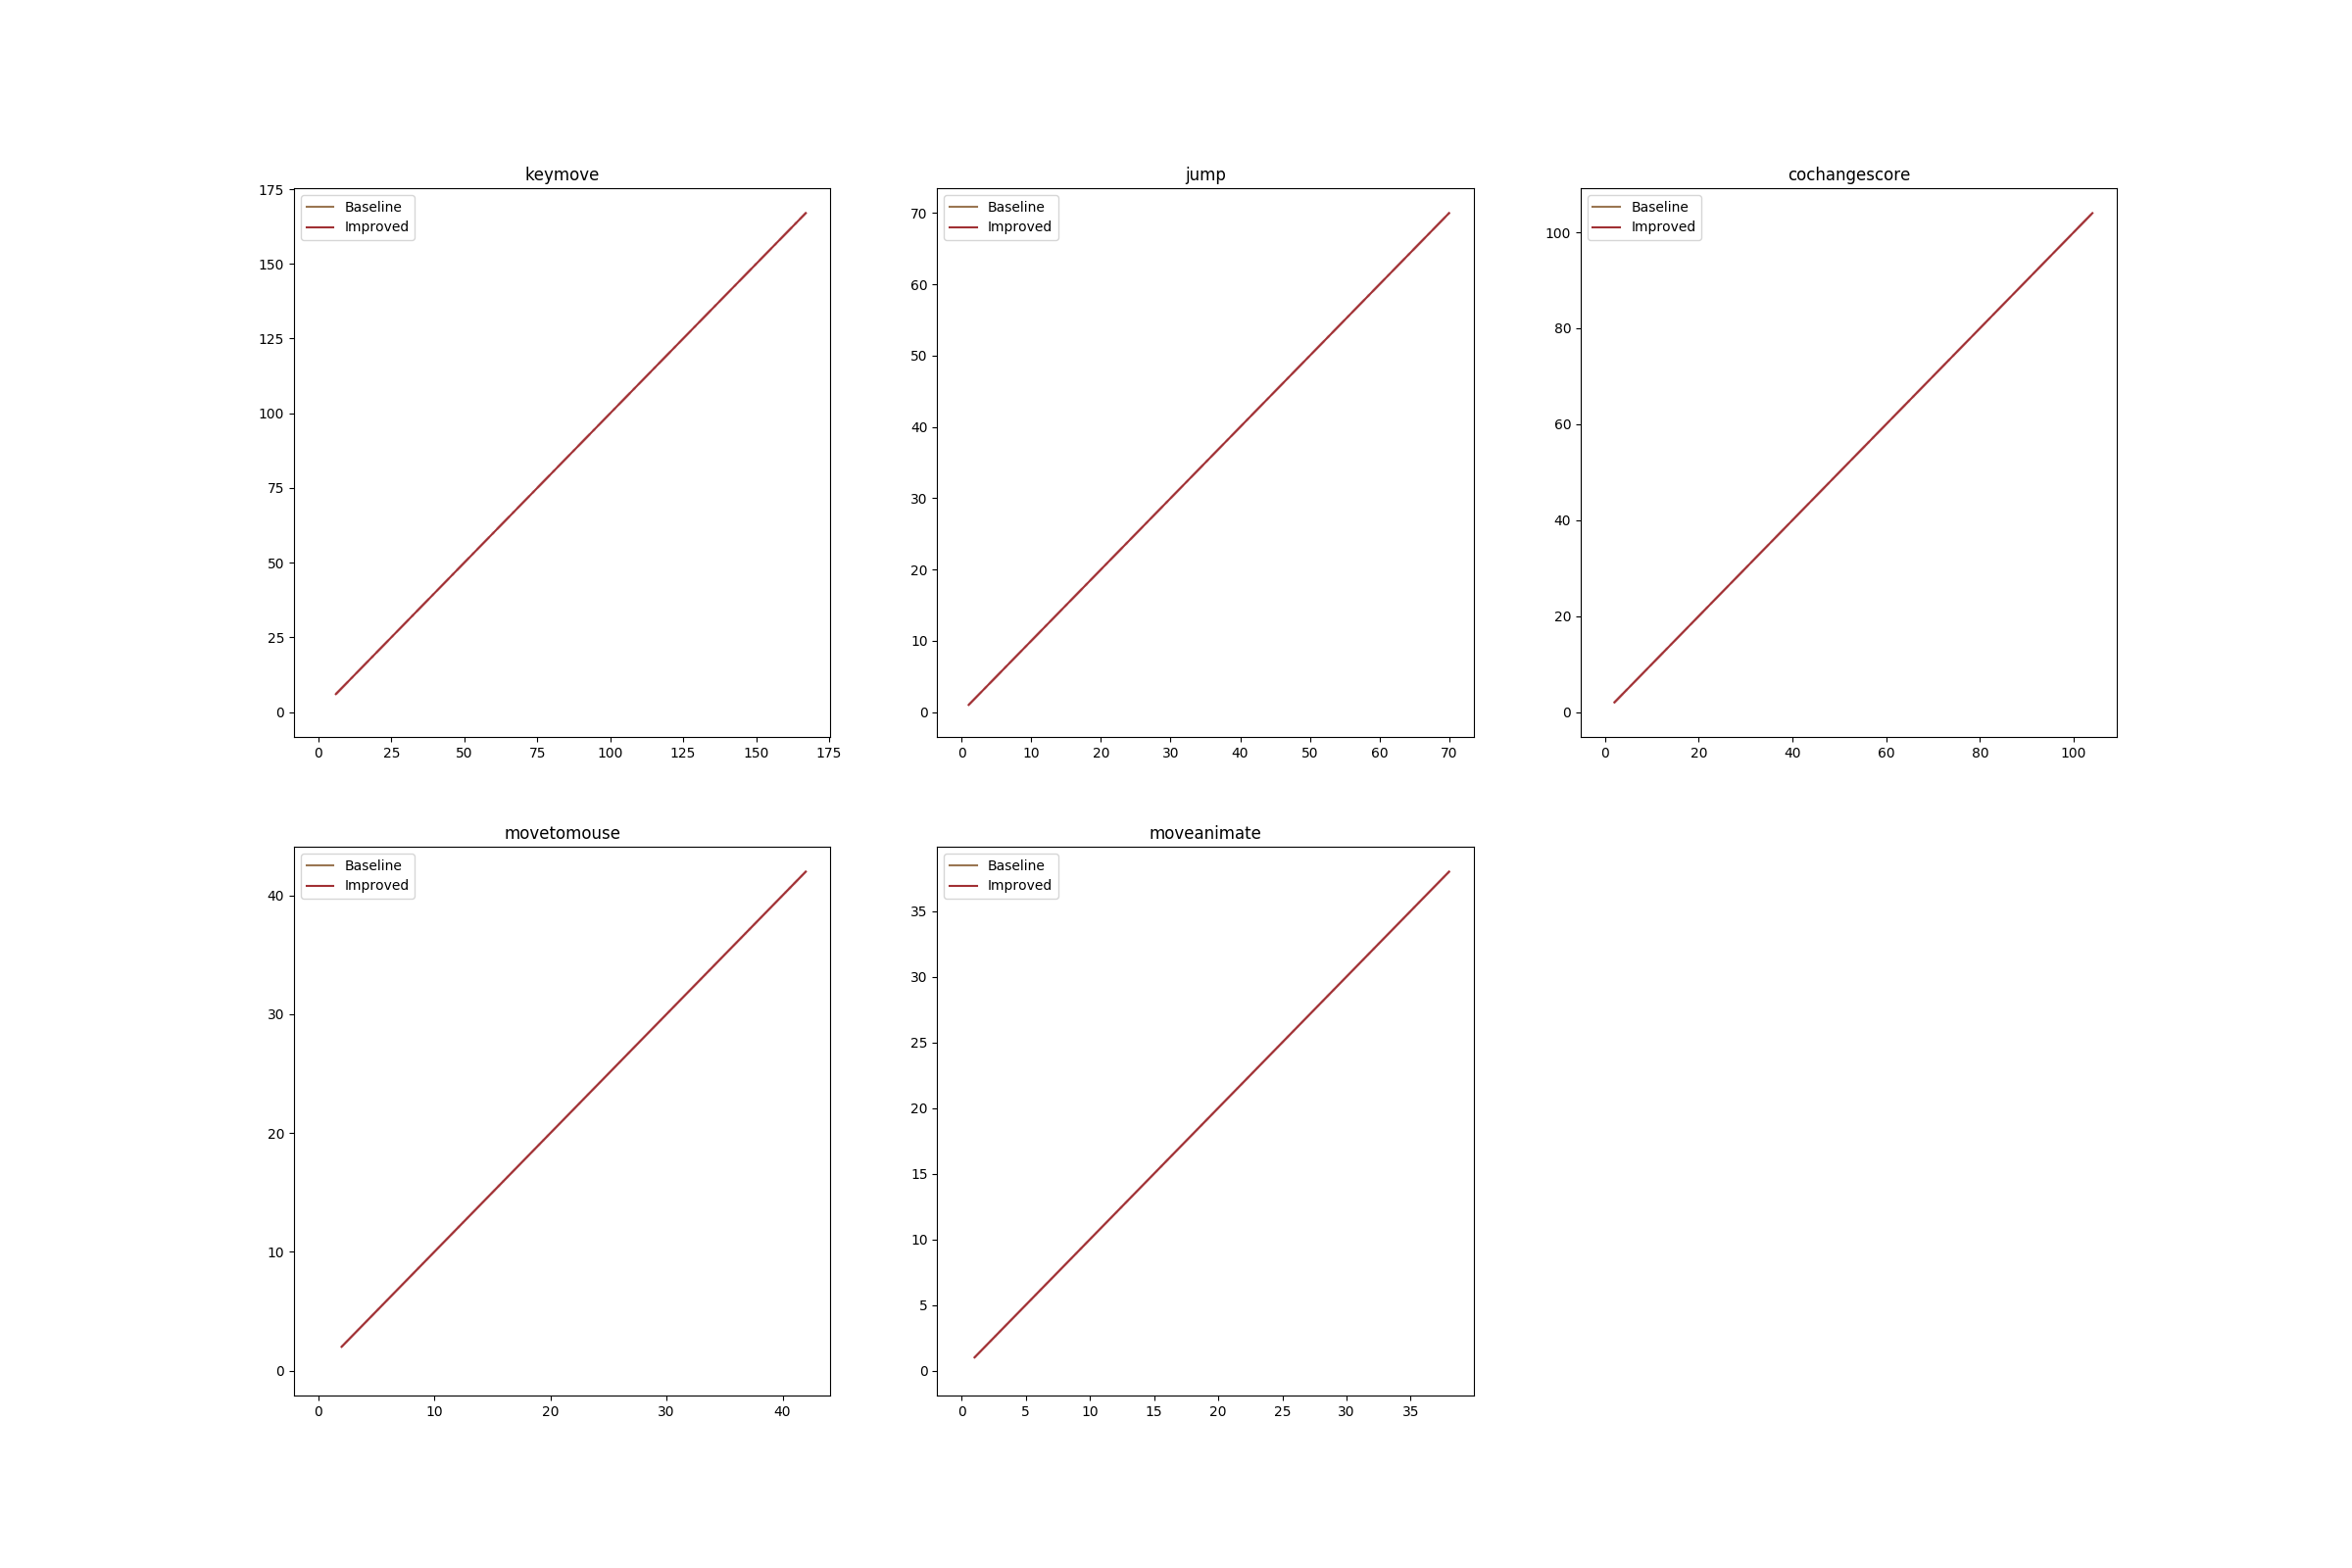 keymove
Baseline
Improved
175
150
125
100
75
50
25
0
0 25 50 75 100 125 150 175
jump
Baseline
Improved
70
60
50
40
30
20
10
0
0 10 20 30 40 50 60 70
cochangescore
Baseline
Improved
100
80
60
40
20
0
0 20 40 60 80 100
movetomouse
Baseline
Improved
40
30
20
10
0
0 10 20 30 40
moveanimate
Baseline
Improved
35
30
25
20
15
10
5
0
0 5 10 15 20 25 30 35